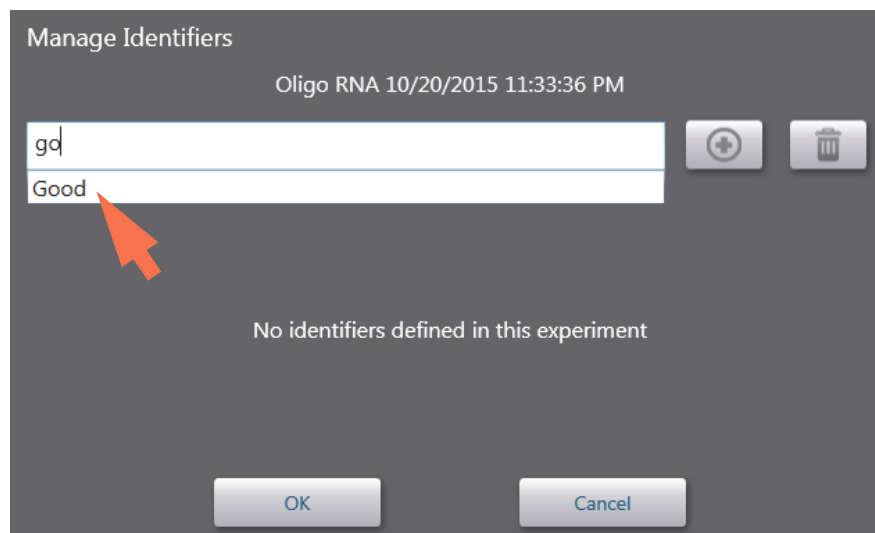 Manage Identifiers
Oligo RNA 10/20/2015 11:33:36 PM
go
Good
No identifiers defined in this experiment
OK
Cancel